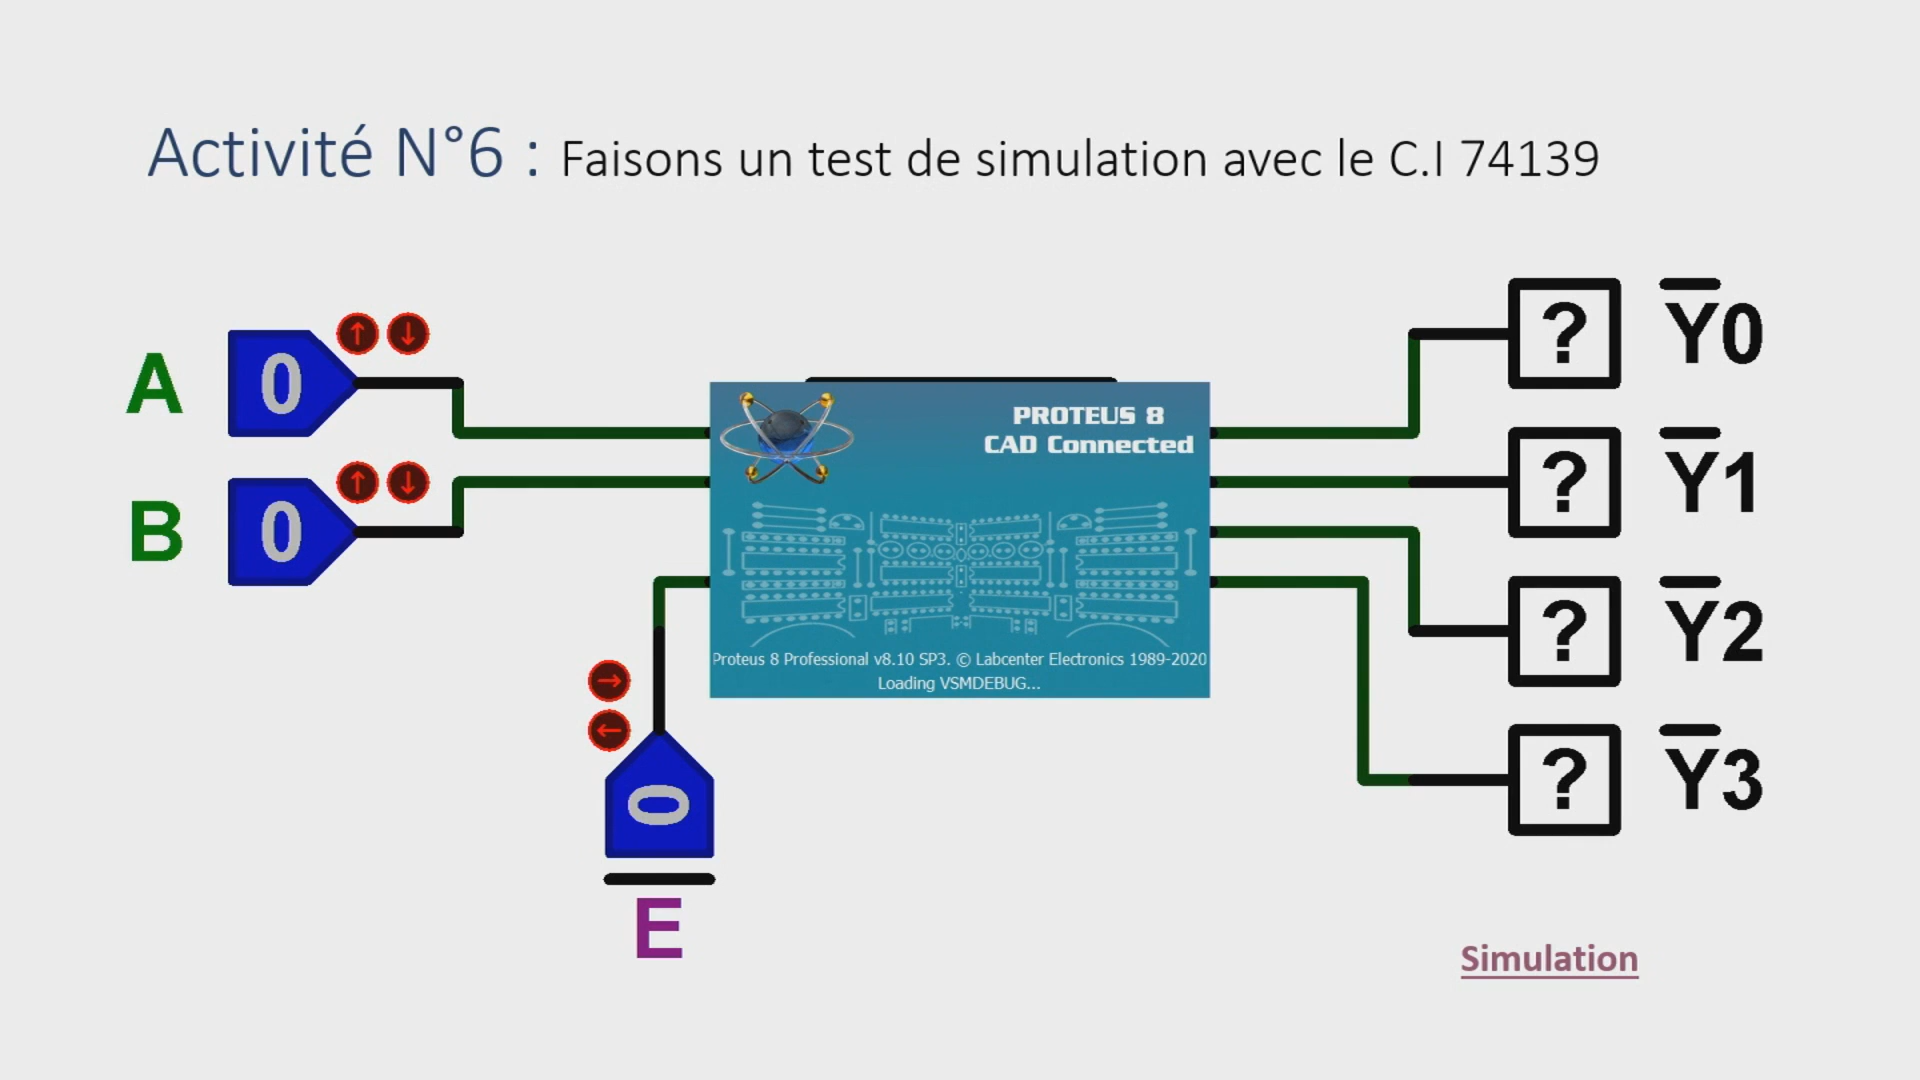 Activité N°6 : Faisons un test de simulation avec le C.I 74139
A 0 ↑ ↓
B 0 ↑ ↓
→
←
0
E
PROTEUS 8
CAD Connected
Proteus 8 Professional v8.10 SP3. © Labcenter Electronics 1989-2020
Loading VSMDEBUG...
? Y0
? Y1
? Y2
? Y3
Simulation